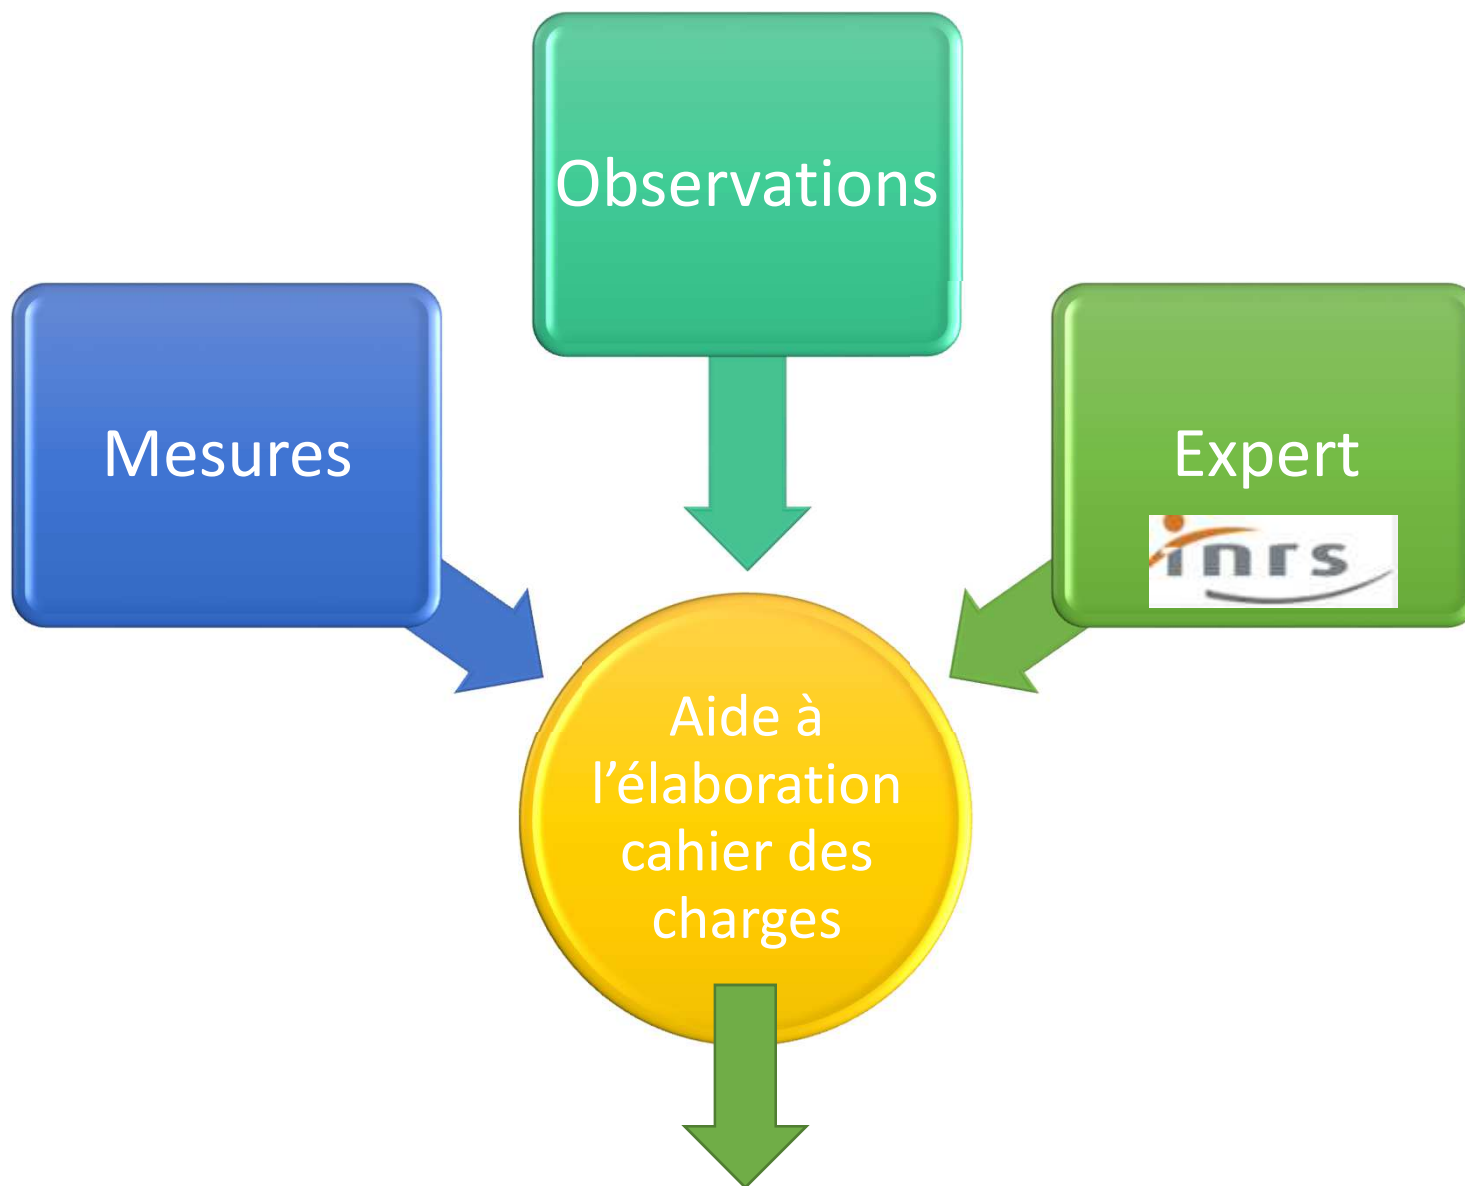 Observations
Mesures
Expert
inrs
Aide à
l’élaboration
cahier des
charges